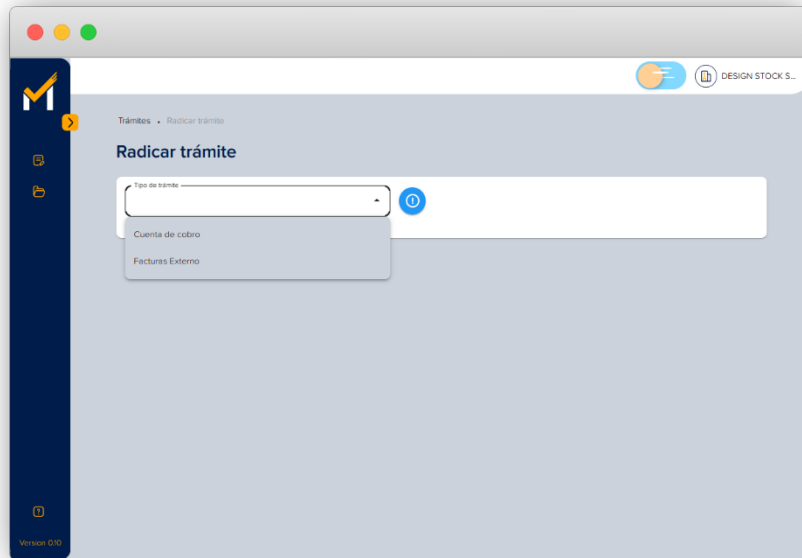 DESIGN STOCK S...
Trámites • Radicar trámite
Radicar trámite
Tipo de trámite
Cuenta de cobro
Facturas Externo
Version 0.10